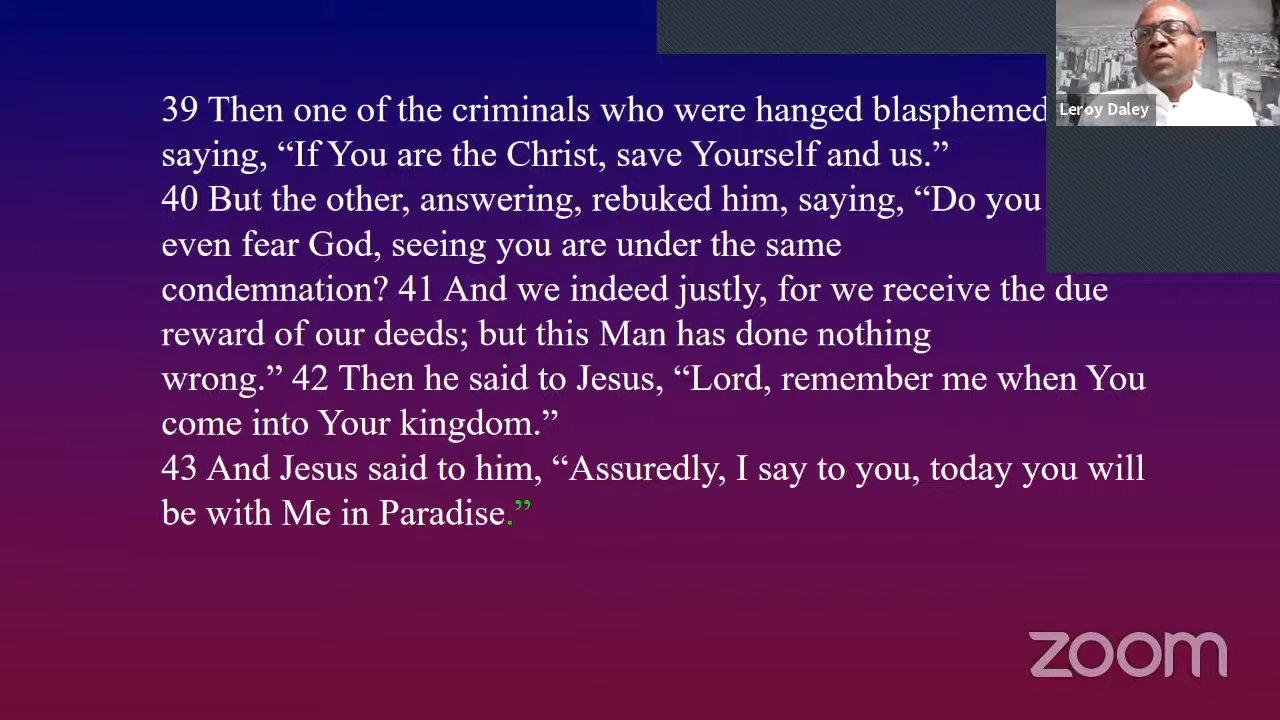 39 Then one of the criminals who were hanged blasphemed
saying, “If You are the Christ, save Yourself and us.”
40 But the other, answering, rebuked him, saying, “Do you
even fear God, seeing you are under the same
condemnation? 41 And we indeed justly, for we receive the due
reward of our deeds; but this Man has done nothing
wrong.” 42 Then he said to Jesus, “Lord, remember me when You
come into Your kingdom.”
43 And Jesus said to him, “Assuredly, I say to you, today you will
be with Me in Paradise.”
Leroy Daley
zoom